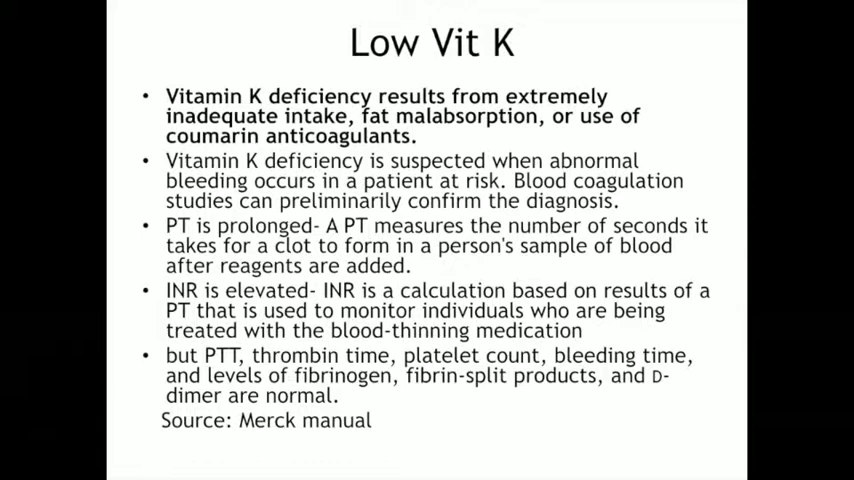 Low Vit K
• Vitamin K deficiency results from extremely
inadequate intake, fat malabsorption, or use of
coumarin anticoagulants.
• Vitamin K deficiency is suspected when abnormal
bleeding occurs in a patient at risk. Blood coagulation
studies can preliminarily confirm the diagnosis.
• PT is prolonged- A PT measures the number of seconds it
takes for a clot to form in a person's sample of blood
after reagents are added.
• INR is elevated- INR is a calculation based on results of a
PT that is used to monitor individuals who are being
treated with the blood-thinning medication
• but PTT, thrombin time, platelet count, bleeding time,
and levels of fibrinogen, fibrin-split products, and D-
dimer are normal.
Source: Merck manual